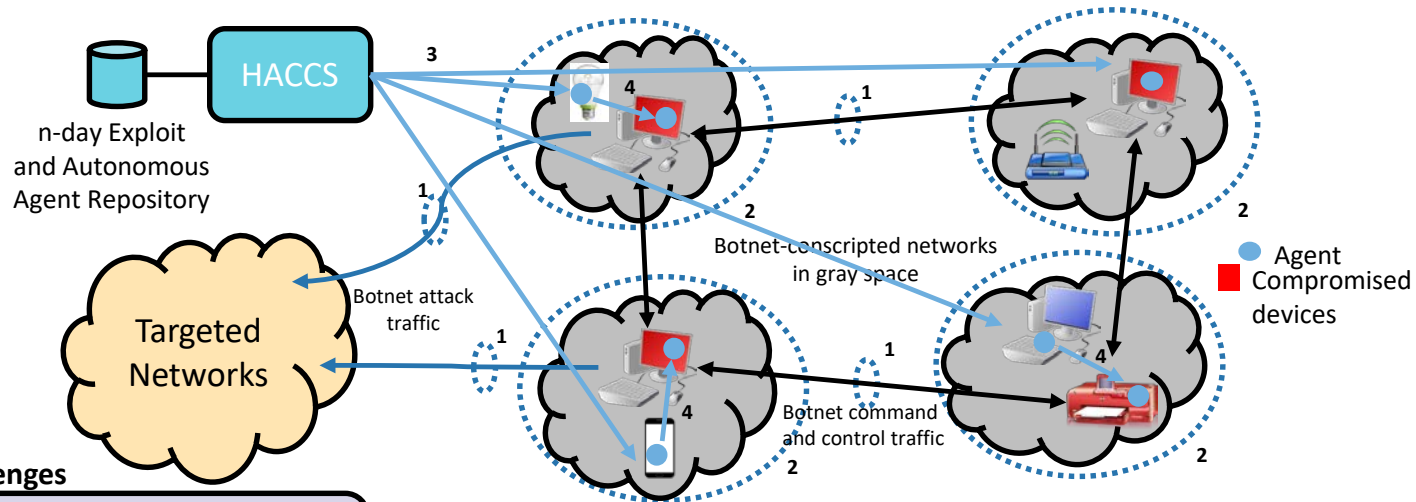 HACCS
n-day Exploit
and Autonomous
Agent Repository
3
4
1
2
2
1
Botnet-conscripted networks
in gray space
Agent
Compromised
devices
Botnet attack
traffic
Targeted
Networks
1
1
4
4
Botnet command
and control traffic
2
2
enges